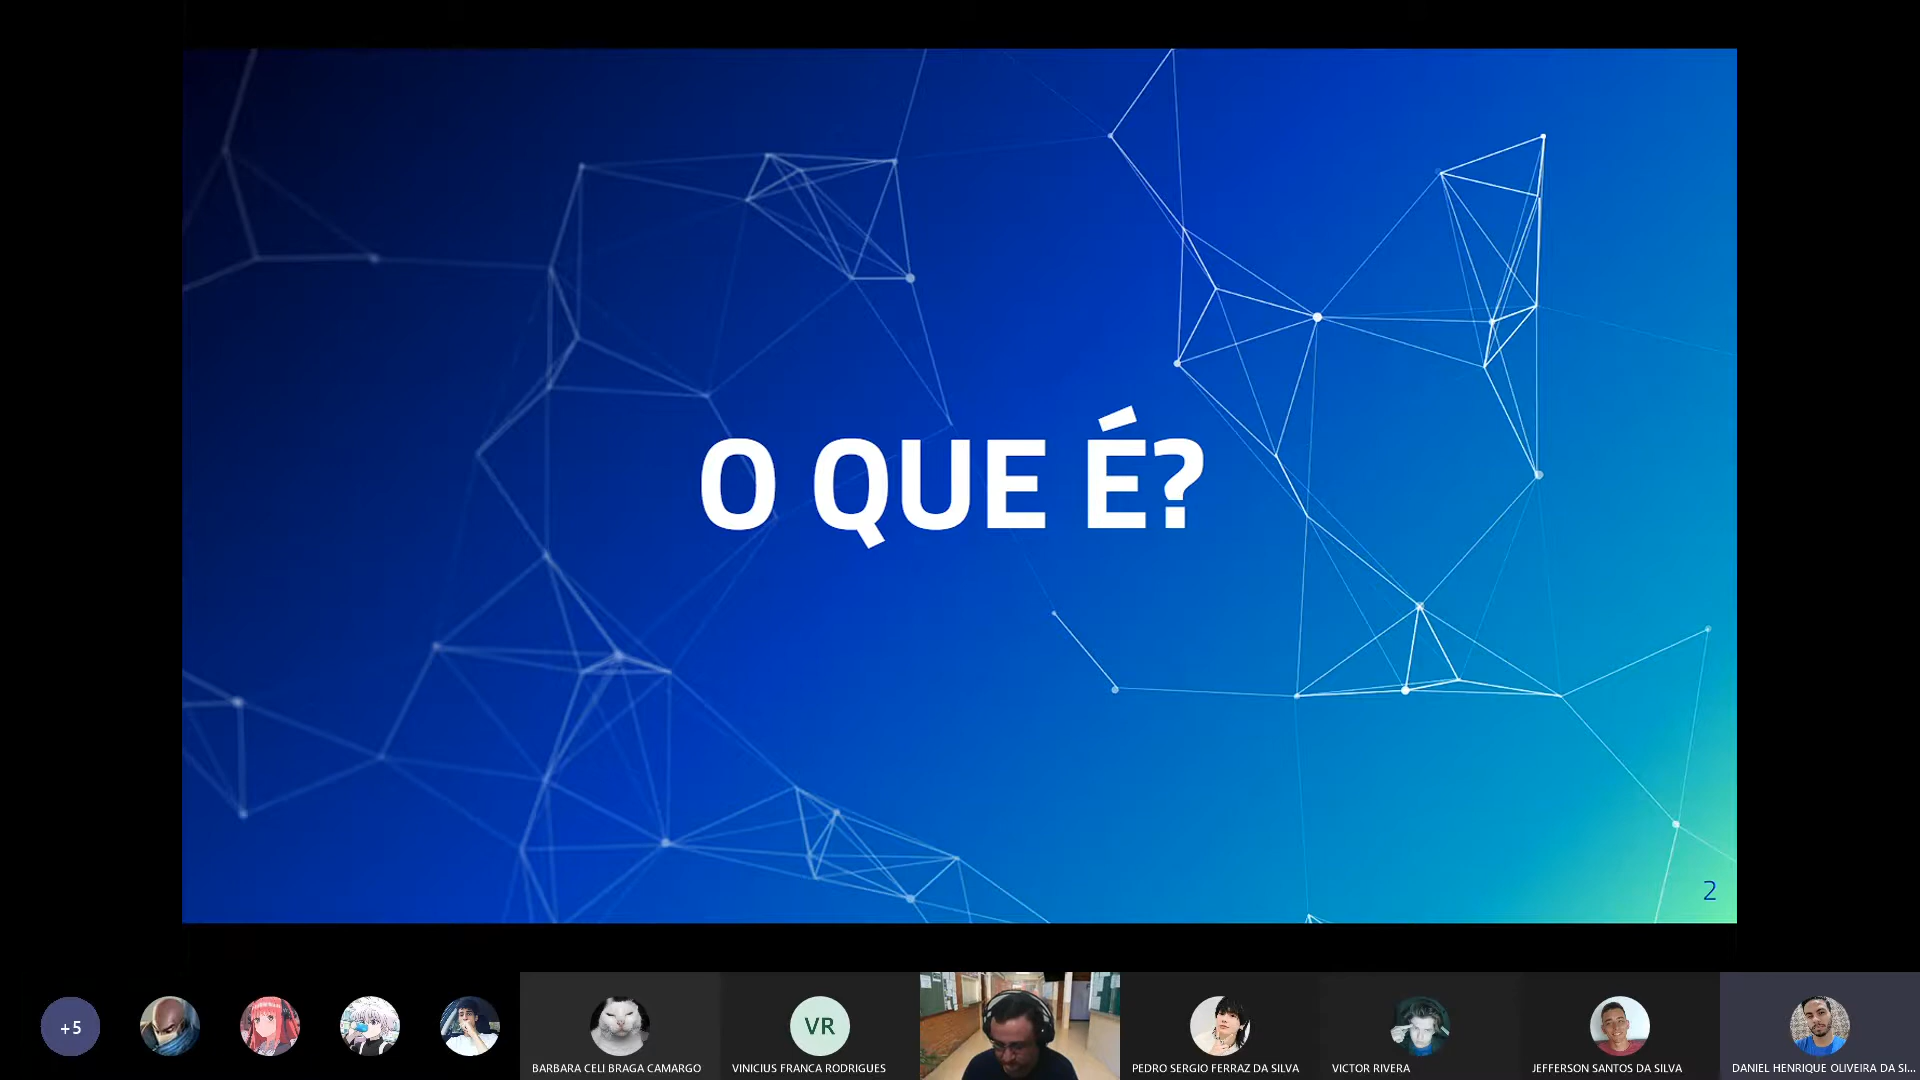 O QUE É?
2
+5
BARBARA CELI BRAGA CAMARGO
VR
VINICIUS FRANCA RODRIGUES
PEDRO SERGIO FERRAZ DA SILVA
VICTOR RIVERA
JEFFERSON SANTOS DA SILVA
DANIEL HENRIQUE OLIVEIRA DA SI...